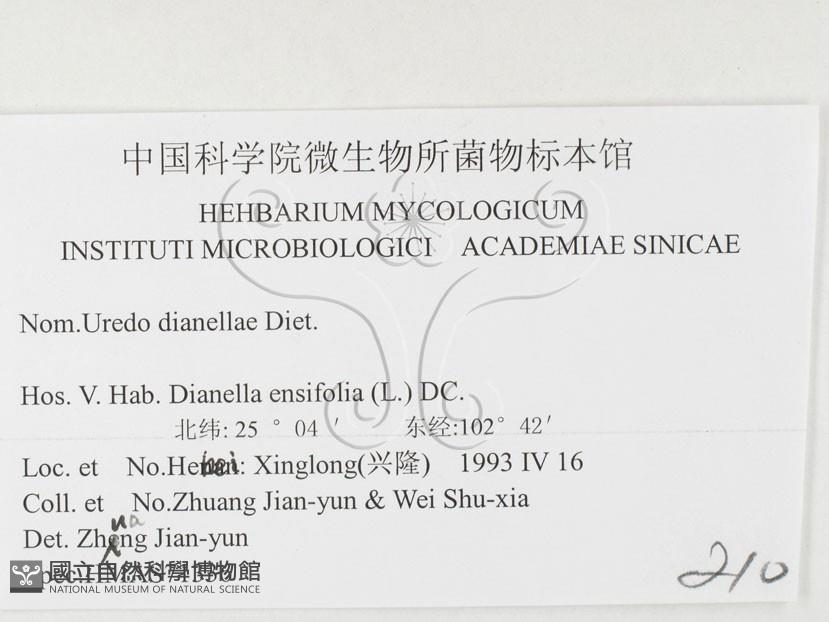 中国科学院微生物所菌物标本馆
HEHBARIUM MYCOLOGICUM
INSTITUTI MICROBIOLOGICI ACADEMIAE SINICAE
Nom.Uredo dianellae Diet.
Hos. V. Hab. Dianella ensifolia (L.) DC.
北纬: 25 ° 04 ′ 东经:102° 42′
Loc. et No.Hebei: Xinglong(兴隆) 1993 IV 16
Coll. et No.Zhuang Jian-yun & Wei Shu-xia
ua
Det. Zheng Jian-yun
210
國立自然科學博物館
NATIONAL MUSEUM OF NATURAL SCIENCE